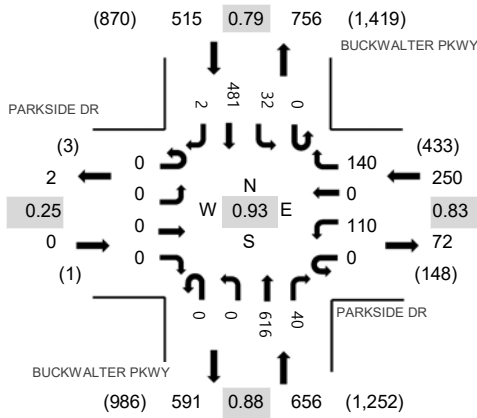 (870) 515 0.79 756 (1,419)
BUCKWALTER PKWY
2 481 32 0
PARKSIDE DR
(3) 0 140 (433)
2 0 N 0 250
0.25 W 0.93 E 0.83
0 0 S 110 72
(1) 0 0 (148)
0 0 616 40
PARKSIDE DR
BUCKWALTER PKWY
(986) 591 0.88 656 (1,252)